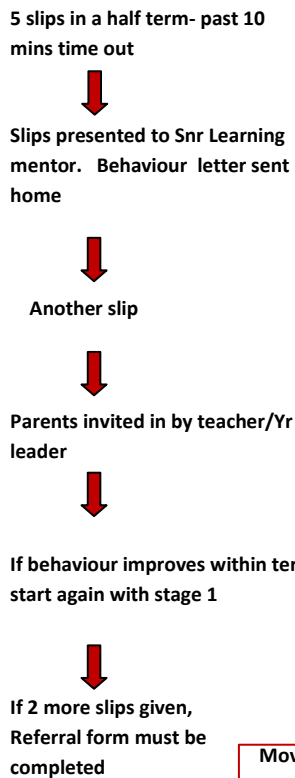 5 slips in a half term- past 10
mins time out
Slips presented to Snr Learning
mentor. Behaviour letter sent
home
Another slip
Parents invited in by teacher/Yr
leader
If behaviour improves within
start again with stage 1
If 2 more slips given,
Referral form must be
completed